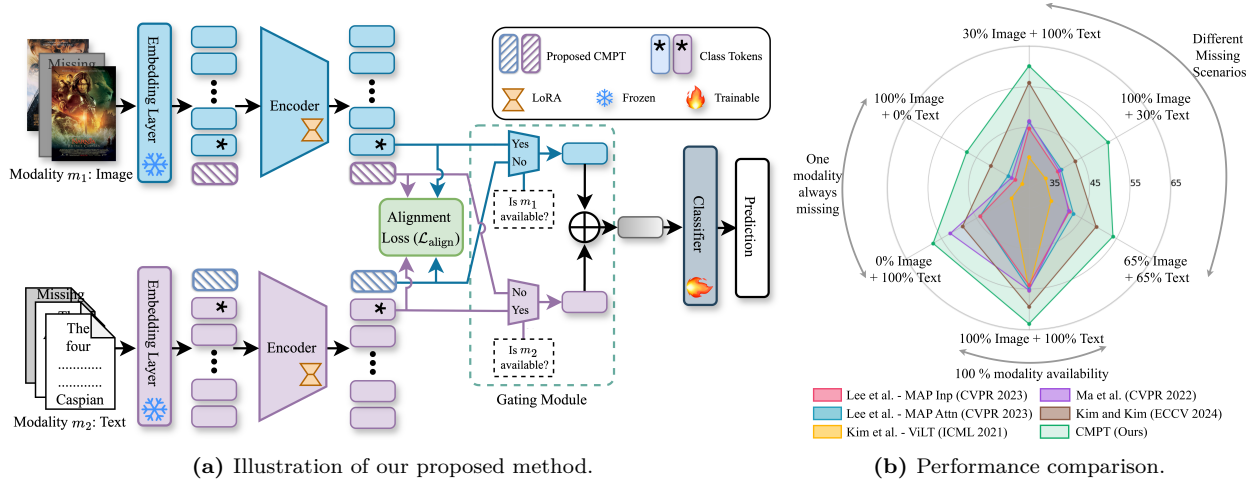 Missing
Modality m₁: Image
Embedding Layer
*
Encoder
*
Proposed CMPT
* *
Class Tokens
LoRA
Frozen
Trainable
Alignment
Loss (ℒ_align)
Yes
No
Is m₁
available?
No
Yes
Is m₂
available?
Gating Module
Classifier
Prediction
Missing
The
four
............
............
Caspian
Modality m₂: Text
Embedding Layer
*
Encoder
*
(a) Illustration of our proposed method.
30% Image + 100% Text
Different
Missing
Scenarios
100% Image
+ 0% Text
100% Image
+ 30% Text
One
modality
always
missing
35 45 55 65
0% Image
+ 100% Text
65% Image
+ 65% Text
100% Image + 100% Text
100 % modality availability
Lee et al. - MAP Inp (CVPR 2023)
Lee et al. - MAP Attn (CVPR 2023)
Kim et al. - ViLT (ICML 2021)
Ma et al. (CVPR 2022)
Kim and Kim (ECCV 2024)
CMPT (Ours)
(b) Performance comparison.